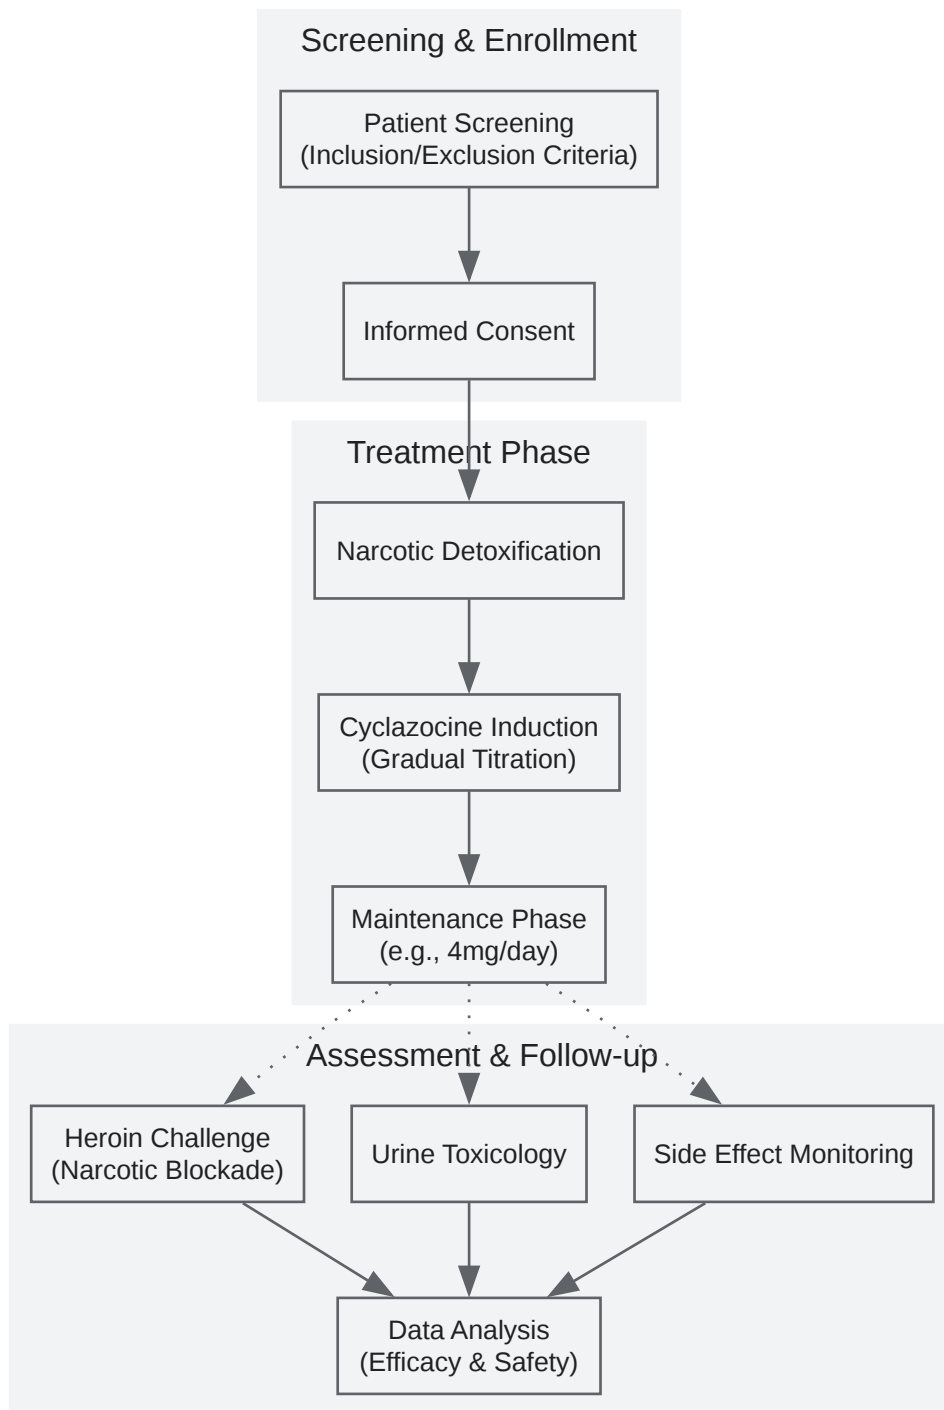 Screening & Enrollment
Patient Screening
(Inclusion/Exclusion Criteria)
Informed Consent
Treatment Phase
Narcotic Detoxification
Cyclazocine Induction
(Gradual Titration)
Maintenance Phase
(e.g., 4mg/day)
Assessment & Follow-up
Heroin Challenge
(Narcotic Blockade)
Urine Toxicology
Side Effect Monitoring
Data Analysis
(Efficacy & Safety)